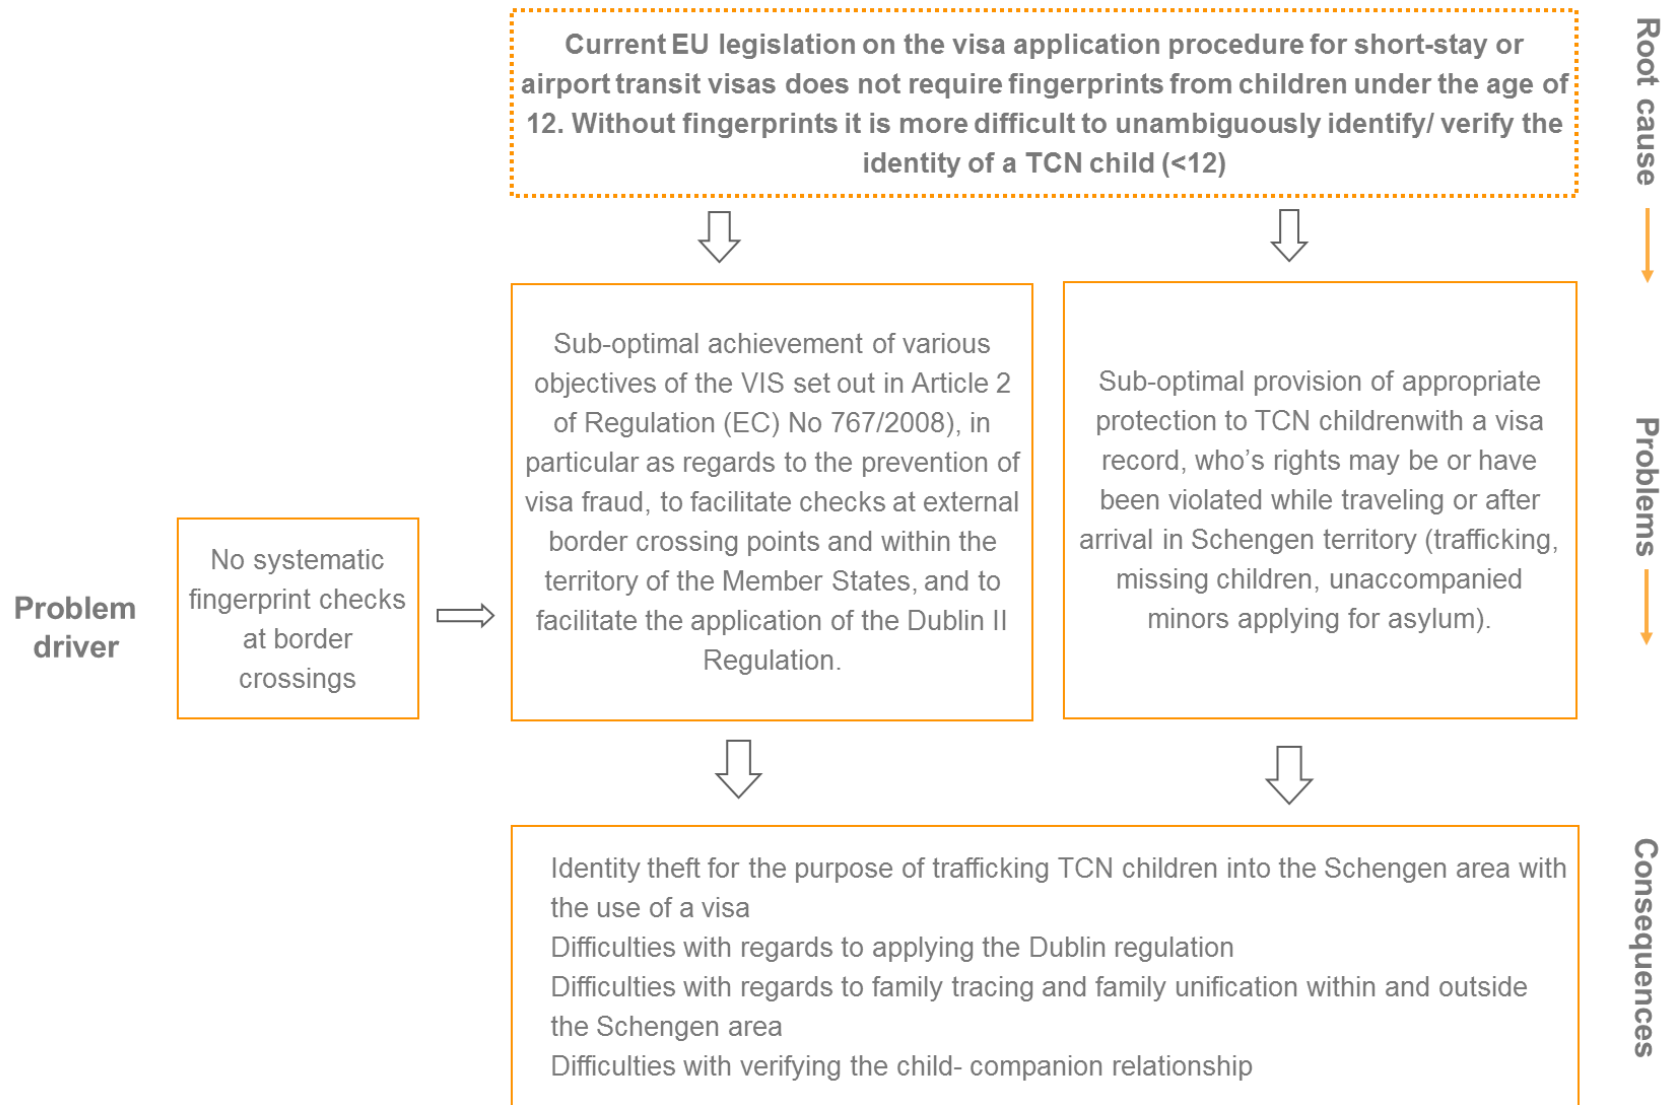 Current EU legislation on the visa application procedure for short-stay or
airport transit visas does not require fingerprints from children under the age of
12. Without fingerprints it is more difficult to unambiguously identify/ verify the
identity of a TCN child (<12)
Root cause
Problem
driver
No systematic
fingerprint checks
at border
crossings
Sub-optimal achievement of various
objectives of the VIS set out in Article 2
of Regulation (EC) No 767/2008), in
particular as regards to the prevention of
visa fraud, to facilitate checks at external
border crossing points and within the
territory of the Member States, and to
facilitate the application of the Dublin II
Regulation.
Sub-optimal provision of appropriate
protection to TCN childrenwith a visa
record, who’s rights may be or have
been violated while traveling or after
arrival in Schengen territory (trafficking,
missing children, unaccompanied
minors applying for asylum).
Problems
Identity theft for the purpose of trafficking TCN children into the Schengen area with
the use of a visa
Difficulties with regards to applying the Dublin regulation
Difficulties with regards to family tracing and family unification within and outside
the Schengen area
Difficulties with verifying the child- companion relationship
Consequences